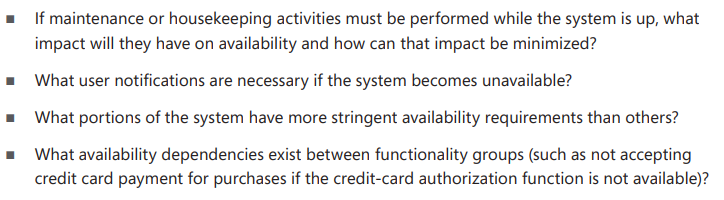 ▪ If maintenance or housekeeping activities must be performed while the system is up, what
impact will they have on availability and how can that impact be minimized?
▪ What user notifications are necessary if the system becomes unavailable?
▪ What portions of the system have more stringent availability requirements than others?
▪ What availability dependencies exist between functionality groups (such as not accepting
credit card payment for purchases if the credit-card authorization function is not available)?